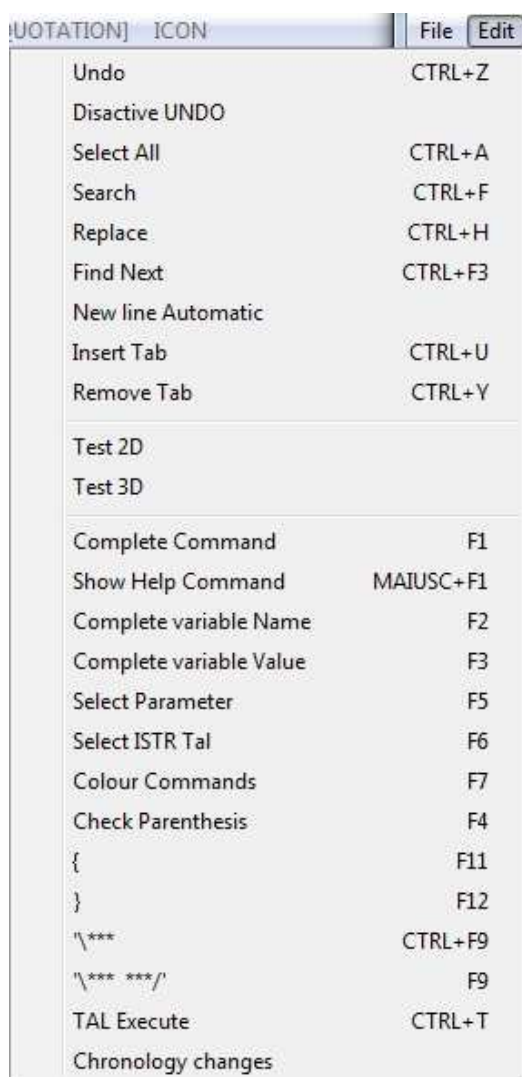 UOTATION] ICON File Edit
Undo CTRL+Z
Disactive UNDO
Select All CTRL+A
Search CTRL+F
Replace CTRL+H
Find Next CTRL+F3
New line Automatic
Insert Tab CTRL+U
Remove Tab CTRL+Y
Test 2D
Test 3D
Complete Command F1
Show Help Command MAIUSC+F1
Complete variable Name F2
Complete variable Value F3
Select Parameter F5
Select ISTR Tal F6
Colour Commands F7
Check Parenthesis F4
{ F11
} F12
'\*** CTRL+F9
'\*** ***/' F9
TAL Execute CTRL+T
Chronology changes